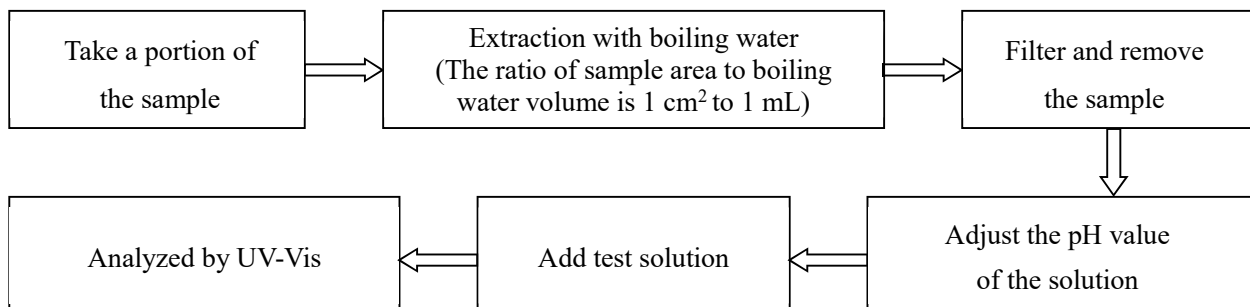 Take a portion of
the sample
Extraction with boiling water
(The ratio of sample area to boiling
water volume is 1 cm² to 1 mL)
Filter and remove
the sample
Adjust the pH value
of the solution
Add test solution
Analyzed by UV-Vis